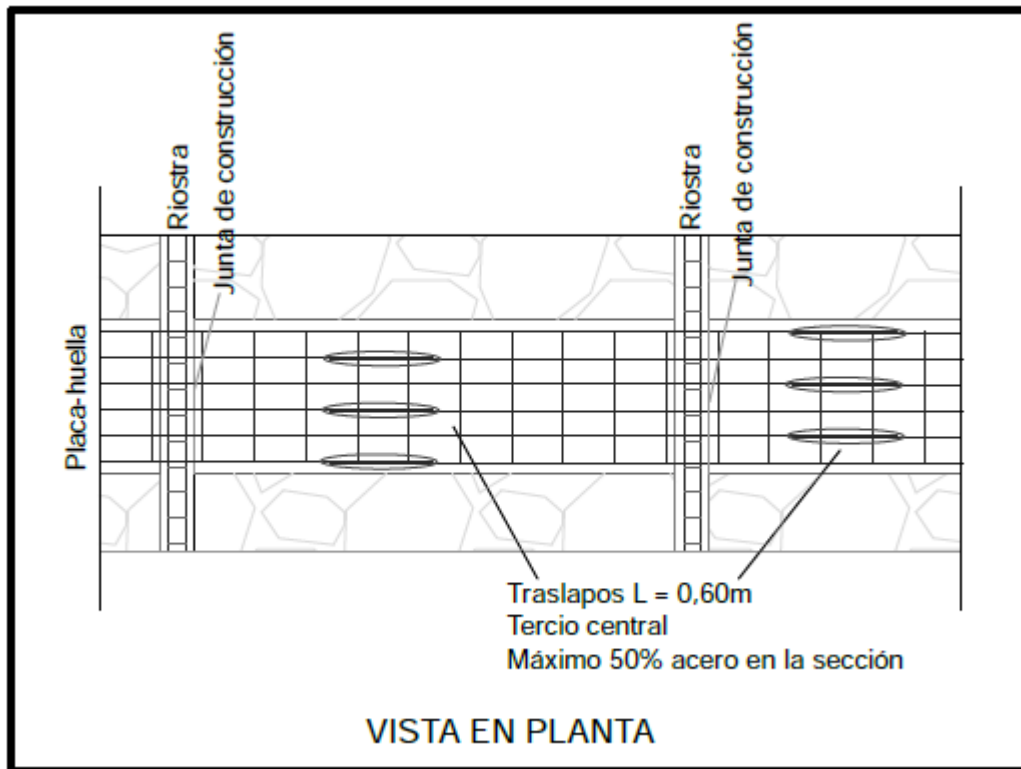 Riostra
Junta de construcción
Riostra
Junta de construcción
Placa-huella
Traslapos L = 0,60m
Tercio central
Máximo 50% acero en la sección
VISTA EN PLANTA